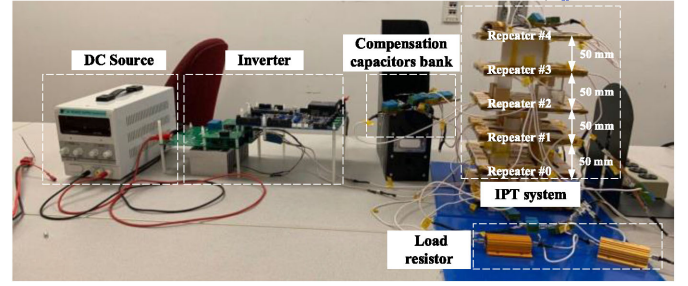 DC Source
Inverter
Compensation
capacitors bank
Repeater #4
50 mm
Repeater #3
50 mm
Repeater #2
50 mm
Repeater #1
50 mm
Repeater #0
IPT system
Load
resistor